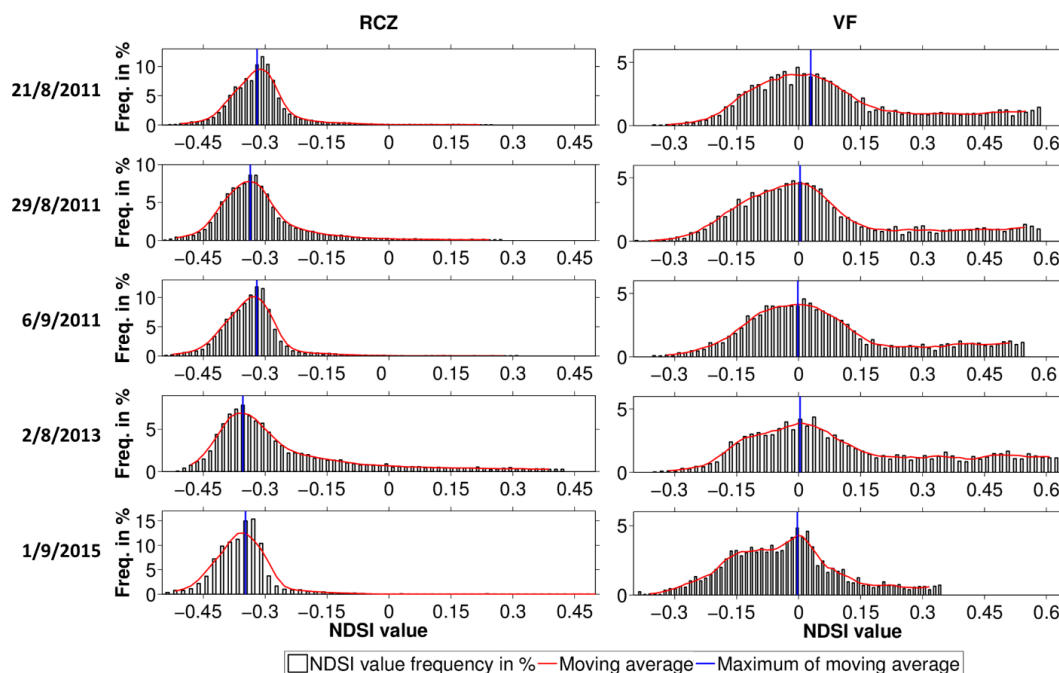 RCZ VF
21/8/2011
Freq. in %
10
5
0
−0.45 −0.3 −0.15 0 0.15 0.3 0.45
5
0
−0.3 −0.15 0 0.15 0.3 0.45 0.6
29/8/2011
Freq. in %
10
5
0
−0.45 −0.3 −0.15 0 0.15 0.3 0.45
5
0
−0.3 −0.15 0 0.15 0.3 0.45 0.6
6/9/2011
Freq. in %
10
5
0
−0.45 −0.3 −0.15 0 0.15 0.3 0.45
5
0
−0.3 −0.15 0 0.15 0.3 0.45 0.6
2/8/2013
Freq. in %
5
0
−0.45 −0.3 −0.15 0 0.15 0.3 0.45
5
0
−0.3 −0.15 0 0.15 0.3 0.45 0.6
1/9/2015
Freq. in %
15
10
5
0
−0.45 −0.3 −0.15 0 0.15 0.3 0.45
NDSI value
5
0
−0.3 −0.15 0 0.15 0.3 0.45 0.6
NDSI value
NDSI value frequency in % Moving average Maximum of moving average